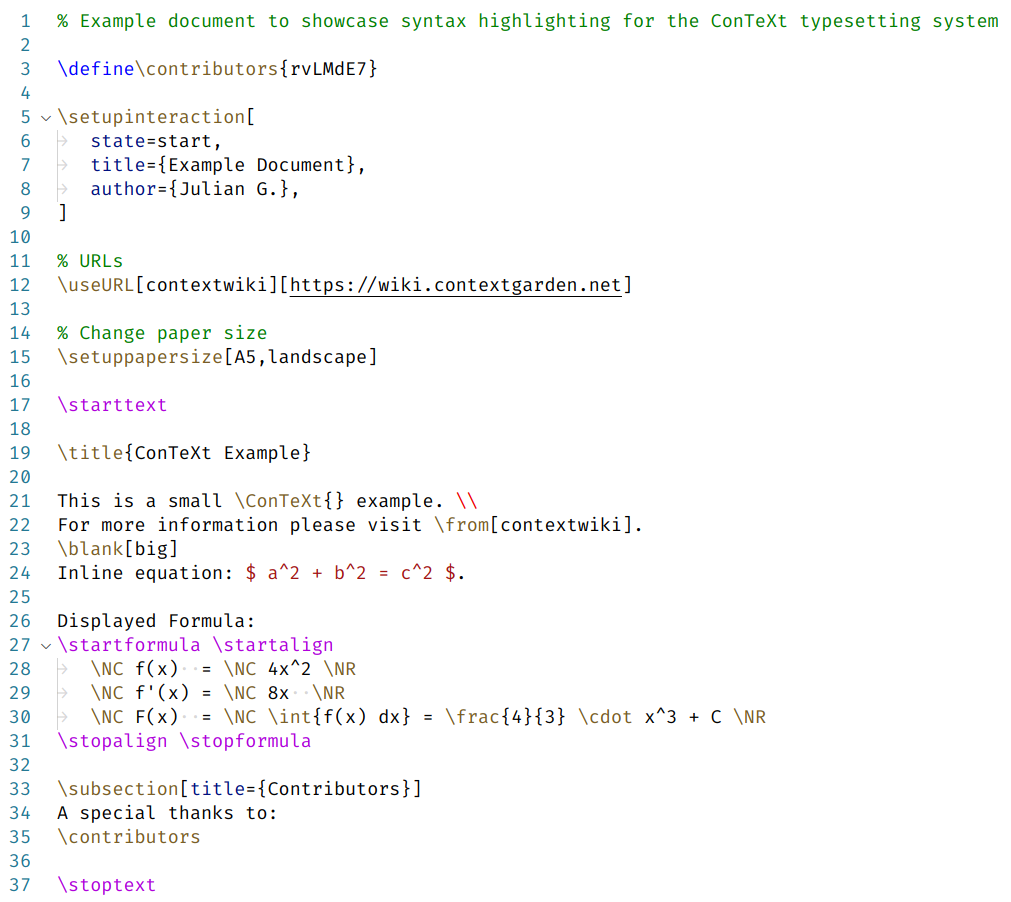 1 % Example document to showcase syntax highlighting for the ConTeXt typesetting system
2
3 \define\contributors{rvLMdE7}
4
5 \setupinteraction[
6 state=start,
7 title={Example Document},
8 author={Julian G.},
9 ]
10
11 % URLs
12 \useURL[contextwiki][https://wiki.contextgarden.net]
13
14 % Change paper size
15 \setuppapersize[A5,landscape]
16
17 \starttext
18
19 \title{ConTeXt Example}
20
21 This is a small \ConTeXt{} example. \\
22 For more information please visit \from[contextwiki].
23 \blank[big]
24 Inline equation: $ a^2 + b^2 = c^2 $.
25
26 Displayed Formula:
27 \startformula \startalign
28 \NC f(x)  = \NC 4x^2 \NR
29 \NC f'(x) = \NC 8x  \NR
30 \NC F(x)  = \NC \int{f(x) dx} = \frac{4}{3} \cdot x^3 + C \NR
31 \stopalign \stopformula
32
33 \subsection[title={Contributors}]
34 A special thanks to:
35 \contributors
36
37 \stoptext